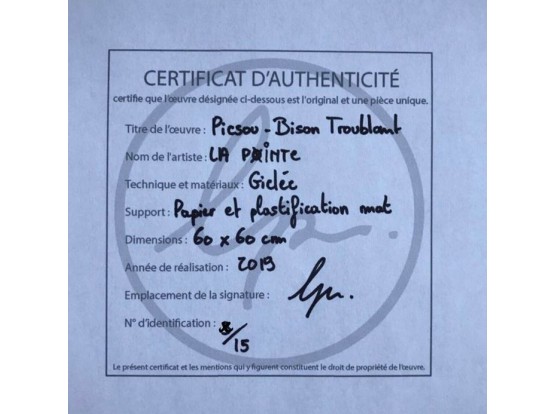 CERTIFICAT D'AUTHENTICITÉ
certifie que l'œuvre désignée ci-dessous est l'original et une pièce unique.
Titre de l'œuvre : Picsou - Bison Troublant
Nom de l'artiste : LA POINTE
Technique et matériaux : Giclée
Support : Papier et plastification mat
Dimensions : 60 x 60 cm
Année de réalisation : 2019
Emplacement de la signature : lpn.
N° d'identification : /15
Le présent certificat et les mentions qui y figurent constituent le droit de propriété de l'œuvre.